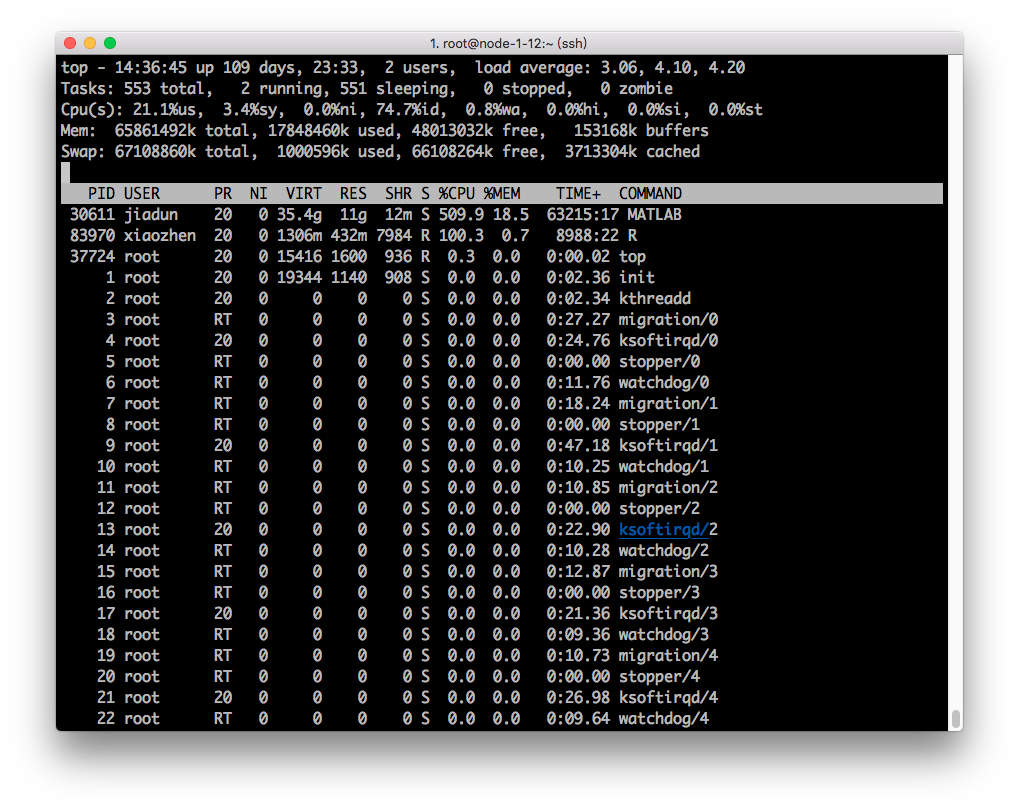 1. root@node-1-12:~ (ssh)
top - 14:36:45 up 109 days, 23:33,  2 users,  load average: 3.06, 4.10, 4.20
Tasks: 553 total,   2 running, 551 sleeping,   0 stopped,   0 zombie
Cpu(s): 21.1%us,  3.4%sy,  0.0%ni, 74.7%id,  0.8%wa,  0.0%hi,  0.0%si,  0.0%st
Mem:  65861492k total, 17848460k used, 48013032k free,   153168k buffers
Swap: 67108860k total,  1000596k used, 66108264k free,  3713304k cached
   PID USER      PR  NI  VIRT  RES  SHR S %CPU %MEM    TIME+  COMMAND
 30611 jiadun    20   0 35.4g  11g  12m S 509.9 18.5  63215:17 MATLAB
 83970 xiaozhen  20   0 1306m 432m 7984 R 100.3  0.7   8988:22 R
 37724 root      20   0 15416 1600  936 R  0.3  0.0   0:00.02 top
     1 root      20   0 19344 1140  908 S  0.0  0.0   0:02.36 init
     2 root      20   0     0    0    0 S  0.0  0.0   0:02.34 kthreadd
     3 root      RT   0     0    0    0 S  0.0  0.0   0:27.27 migration/0
     4 root      20   0     0    0    0 S  0.0  0.0   0:24.76 ksoftirqd/0
     5 root      RT   0     0    0    0 S  0.0  0.0   0:00.00 stopper/0
     6 root      RT   0     0    0    0 S  0.0  0.0   0:11.76 watchdog/0
     7 root      RT   0     0    0    0 S  0.0  0.0   0:18.24 migration/1
     8 root      RT   0     0    0    0 S  0.0  0.0   0:00.00 stopper/1
     9 root      20   0     0    0    0 S  0.0  0.0   0:47.18 ksoftirqd/1
    10 root      RT   0     0    0    0 S  0.0  0.0   0:10.25 watchdog/1
    11 root      RT   0     0    0    0 S  0.0  0.0   0:10.85 migration/2
    12 root      RT   0     0    0    0 S  0.0  0.0   0:00.00 stopper/2
    13 root      20   0     0    0    0 S  0.0  0.0   0:22.90 ksoftirqd/2
    14 root      RT   0     0    0    0 S  0.0  0.0   0:10.28 watchdog/2
    15 root      RT   0     0    0    0 S  0.0  0.0   0:12.87 migration/3
    16 root      RT   0     0    0    0 S  0.0  0.0   0:00.00 stopper/3
    17 root      20   0     0    0    0 S  0.0  0.0   0:21.36 ksoftirqd/3
    18 root      RT   0     0    0    0 S  0.0  0.0   0:09.36 watchdog/3
    19 root      RT   0     0    0    0 S  0.0  0.0   0:10.73 migration/4
    20 root      RT   0     0    0    0 S  0.0  0.0   0:00.00 stopper/4
    21 root      20   0     0    0    0 S  0.0  0.0   0:26.98 ksoftirqd/4
    22 root      RT   0     0    0    0 S  0.0  0.0   0:09.64 watchdog/4